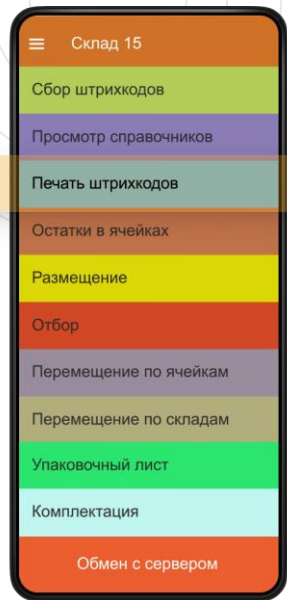 Склад 15
Сбор штрихкодов
Просмотр справочников
Печать штрихкодов
Остатки в ячейках
Размещение
Отбор
Перемещение по ячейкам
Перемещение по складам
Упаковочный лист
Комплектация
Обмен с сервером